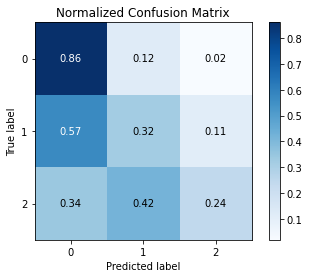 Normalized Confusion Matrix
0 0.86 0.12 0.02
1 0.57 0.32 0.11
2 0.34 0.42 0.24
0 1 2
True label
Predicted label
0.8
0.7
0.6
0.5
0.4
0.3
0.2
0.1